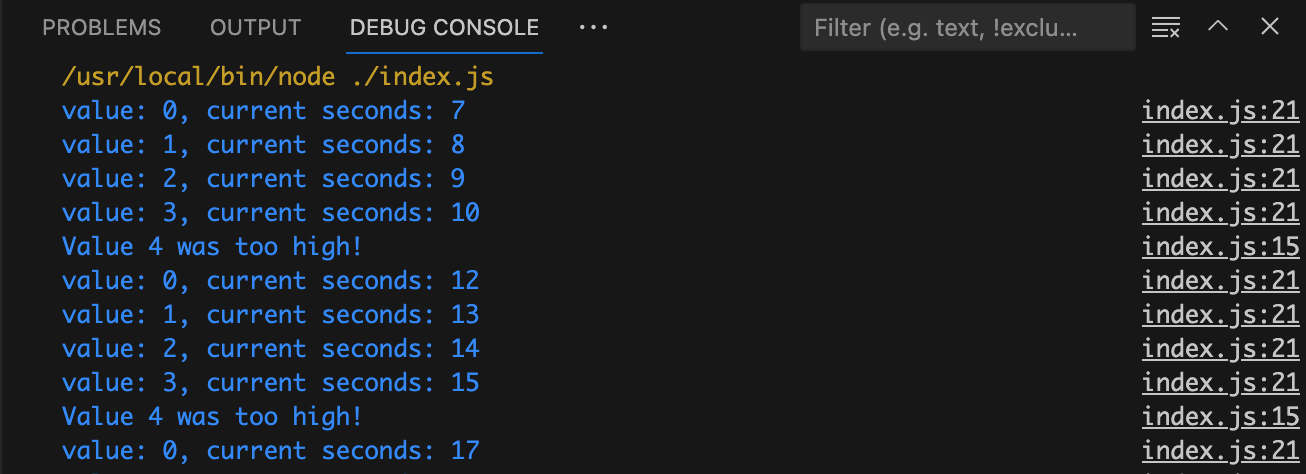 PROBLEMS OUTPUT DEBUG CONSOLE ··· Filter (e.g. text, !exclu...
/usr/local/bin/node ./index.js
value: 0, current seconds: 7 index.js:21
value: 1, current seconds: 8 index.js:21
value: 2, current seconds: 9 index.js:21
value: 3, current seconds: 10 index.js:21
Value 4 was too high! index.js:15
value: 0, current seconds: 12 index.js:21
value: 1, current seconds: 13 index.js:21
value: 2, current seconds: 14 index.js:21
value: 3, current seconds: 15 index.js:21
Value 4 was too high! index.js:15
value: 0, current seconds: 17 index.js:21